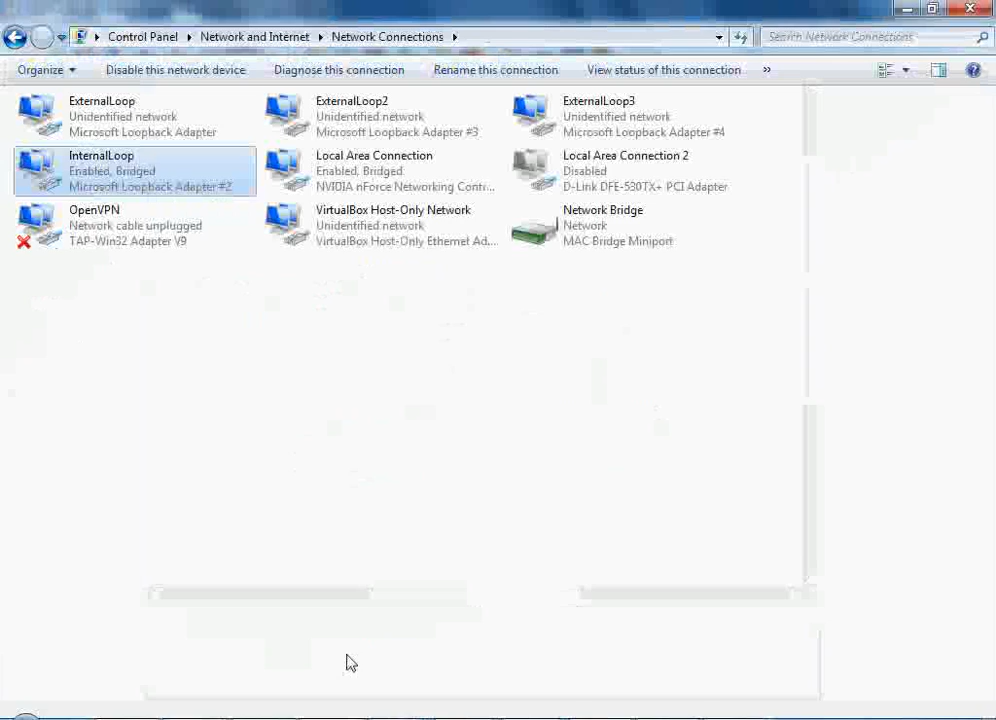 Control Panel Network and Internet Network Connections Search Network Connections
Organize Disable this network device Diagnose this connection Rename this connection View status of this connection »
ExternalLoop
Unidentified network
Microsoft Loopback Adapter
ExternalLoop2
Unidentified network
Microsoft Loopback Adapter #3
ExternalLoop3
Unidentified network
Microsoft Loopback Adapter #4
InternalLoop
Enabled, Bridged
Microsoft Loopback Adapter #2
Local Area Connection
Enabled, Bridged
NVIDIA nForce Networking Contr...
Local Area Connection 2
Disabled
D-Link DFE-530TX+ PCI Adapter
OpenVPN
Network cable unplugged
TAP-Win32 Adapter V9
VirtualBox Host-Only Network
Unidentified network
VirtualBox Host-Only Ethernet Ad...
Network Bridge
Network
MAC Bridge Miniport